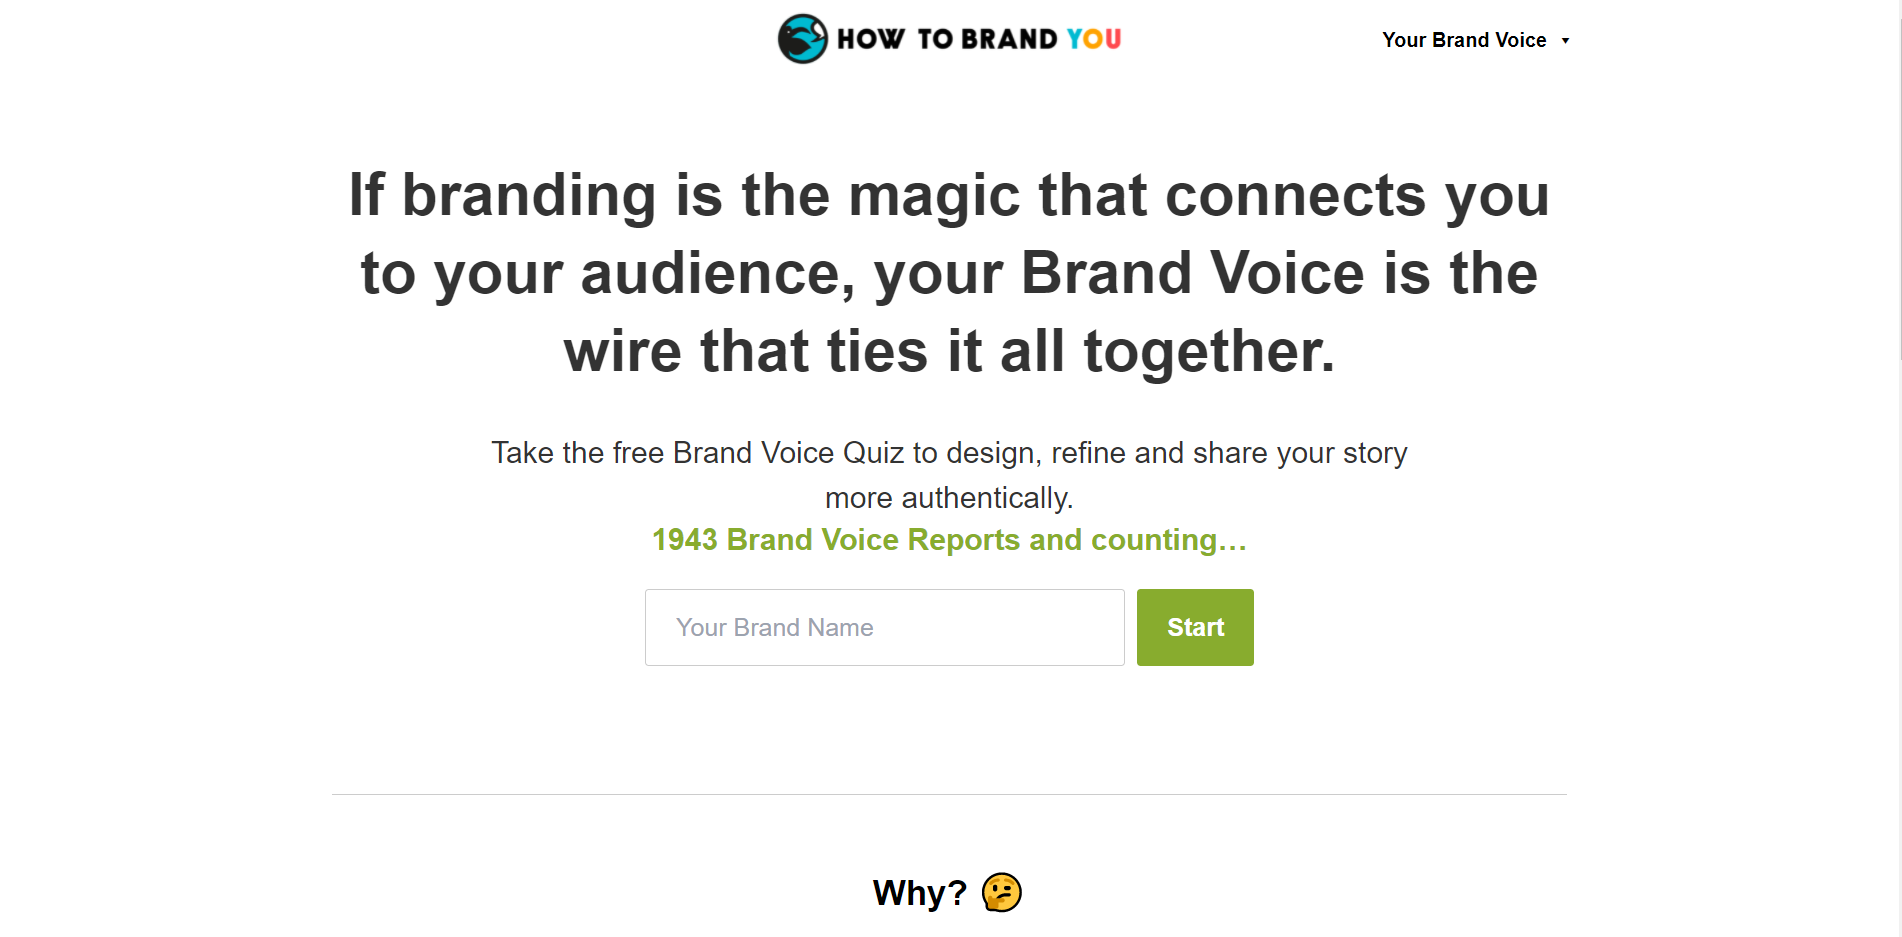 HOW TO BRAND YOU
Your Brand Voice
If branding is the magic that connects you
to your audience, your Brand Voice is the
wire that ties it all together.
Take the free Brand Voice Quiz to design, refine and share your story
more authentically.
1943 Brand Voice Reports and counting…
Your Brand Name
Start
Why? 🤔